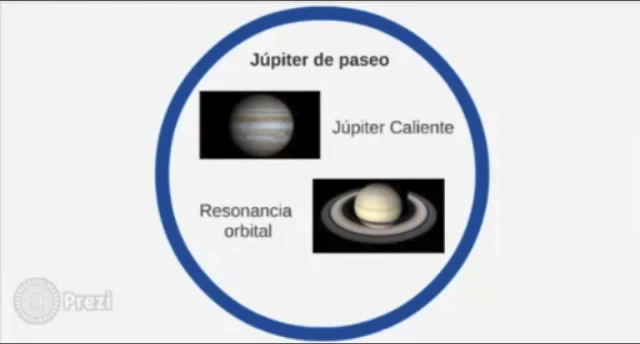 Júpiter de paseo
Júpiter Caliente
Resonancia
orbital
Prezi